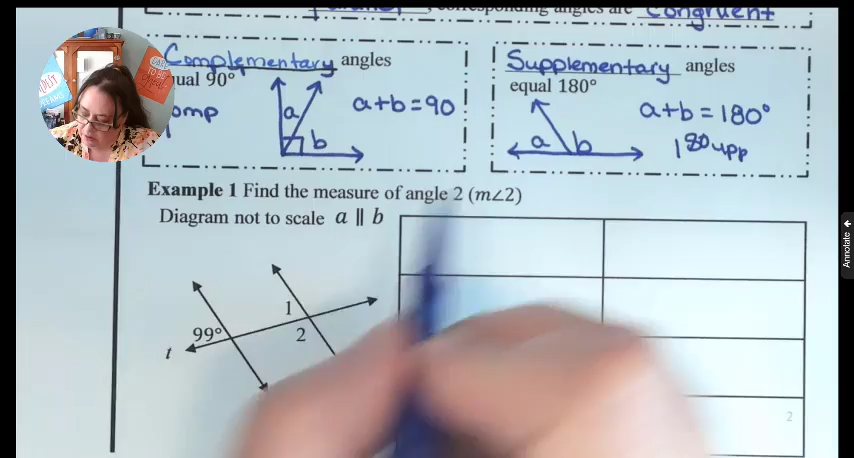 corresponding angles are Congruent
Complementary angles
equal 90°
a+b=90
a
b
Supplementary angles
equal 180°
a+b=180°
180upp
a
b
Example 1 Find the measure of angle 2 (m∠2)
Diagram not to scale a ∥ b
1
99°
2
t
2
Annotate